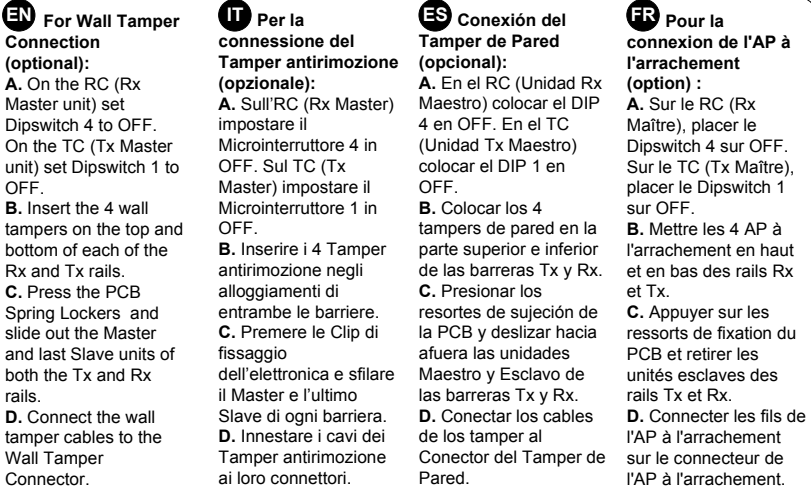 EN For Wall Tamper
Connection
(optional):
A. On the RC (Rx
Master unit) set
Dipswitch 4 to OFF.
On the TC (Tx Master
unit) set Dipswitch 1 to
OFF.
B. Insert the 4 wall
tampers on the top and
bottom of each of the
Rx and Tx rails.
C. Press the PCB
Spring Lockers and
slide out the Master
and last Slave units of
both the Tx and Rx
rails.
D. Connect the wall
tamper cables to the
Wall Tamper
Connector.
IT Per la
connessione del
Tamper antirimozione
(opzionale):
A. Sull'RC (Rx Master)
impostare il
Microinterruttore 4 in
OFF. Sul TC (Tx
Master) impostare il
Microinterruttore 1 in
OFF.
B. Inserire i 4 Tamper
antirimozione negli
alloggiamenti di
entrambe le barriere.
C. Premere le Clip di
fissaggio
dell'elettronica e sfilare
il Master e l'ultimo
Slave di ogni barriera.
D. Innestare i cavi dei
Tamper antirimozione
ai loro connettori.
ES Conexión del
Tamper de Pared
(opcional):
A. En el RC (Unidad Rx
Maestro) colocar el DIP
4 en OFF. En el TC
(Unidad Tx Maestro)
colocar el DIP 1 en
OFF.
B. Colocar los 4
tampers de pared en la
parte superior e inferior
de las barreras Tx y Rx.
C. Presionar los
resortes de sujeción de
la PCB y deslizar hacia
afuera las unidades
Maestro y Esclavo de
las barreras Tx y Rx.
D. Conectar los cables
de los tamper al
Conector del Tamper de
Pared.
FR Pour la
connexion de l'AP à
l'arrachement
(option) :
A. Sur le RC (Rx
Maître), placer le
Dipswitch 4 sur OFF.
Sur le TC (Tx Maître),
placer le Dipswitch 1
sur OFF.
B. Mettre les 4 AP à
l'arrachement en haut
et en bas des rails Rx
et Tx.
C. Appuyer sur les
ressorts de fixation du
PCB et retirer les
unités esclaves des
rails Tx et Rx.
D. Connecter les fils de
l'AP à l'arrachement
sur le connecteur de
l'AP à l'arrachement.